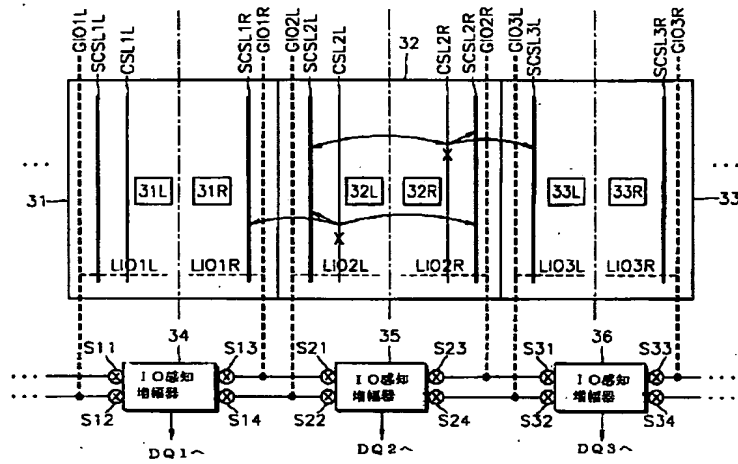 GIO1L
SCSL1L
CSL1L
SCSL1R
GIO1R
GIO2L
SCSL2L
CSL2L
32
CSL2R
SCSL2R
GIO2R
GIO3L
SCSL3L
SCSL3R
GIO3R
... 31 31L 31R 32L 32R 33L 33R 33 ...
X
X
LIO1L LIO1R LIO2L LIO2R LIO3L LIO3R
34 35 36
S11 S13 S21 S23 S31 S33
... IO感知 IO感知 IO感知 ...
増幅器 増幅器 増幅器
S12 S14 S22 S24 S32 S34
DQ1へ DQ2へ DQ3へ